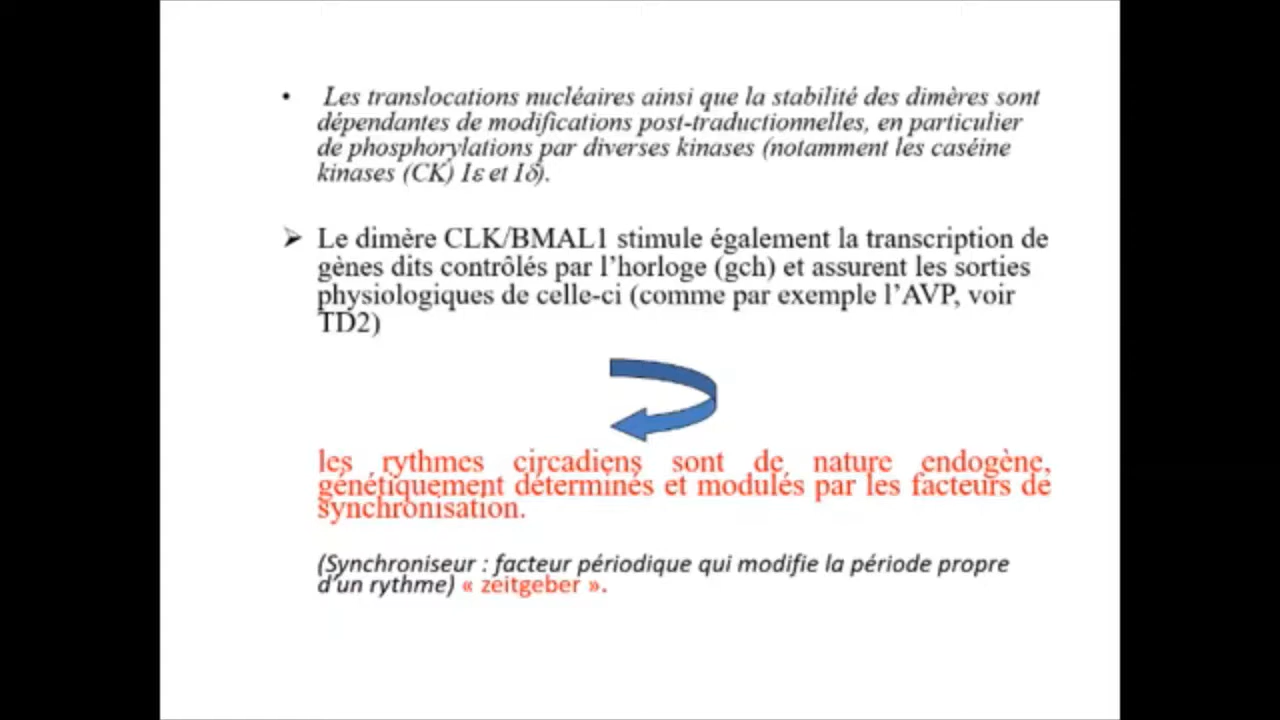 • Les translocations nucléaires ainsi que la stabilité des dimères sont
dépendantes de modifications post-traductionnelles, en particulier
de phosphorylations par diverses kinases (notamment les caséine
kinases (CK) Iε et Iδ).
➢ Le dimère CLK/BMAL1 stimule également la transcription de
gènes dits contrôlés par l’horloge (gch) et assurent les sorties
physiologiques de celle-ci (comme par exemple l’AVP, voir
TD2)
les rythmes circadiens sont de nature endogène,
génétiquement déterminés et modulés par les facteurs de
synchronisation.
(Synchroniseur : facteur périodique qui modifie la période propre
d’un rythme) « zeitgeber ».